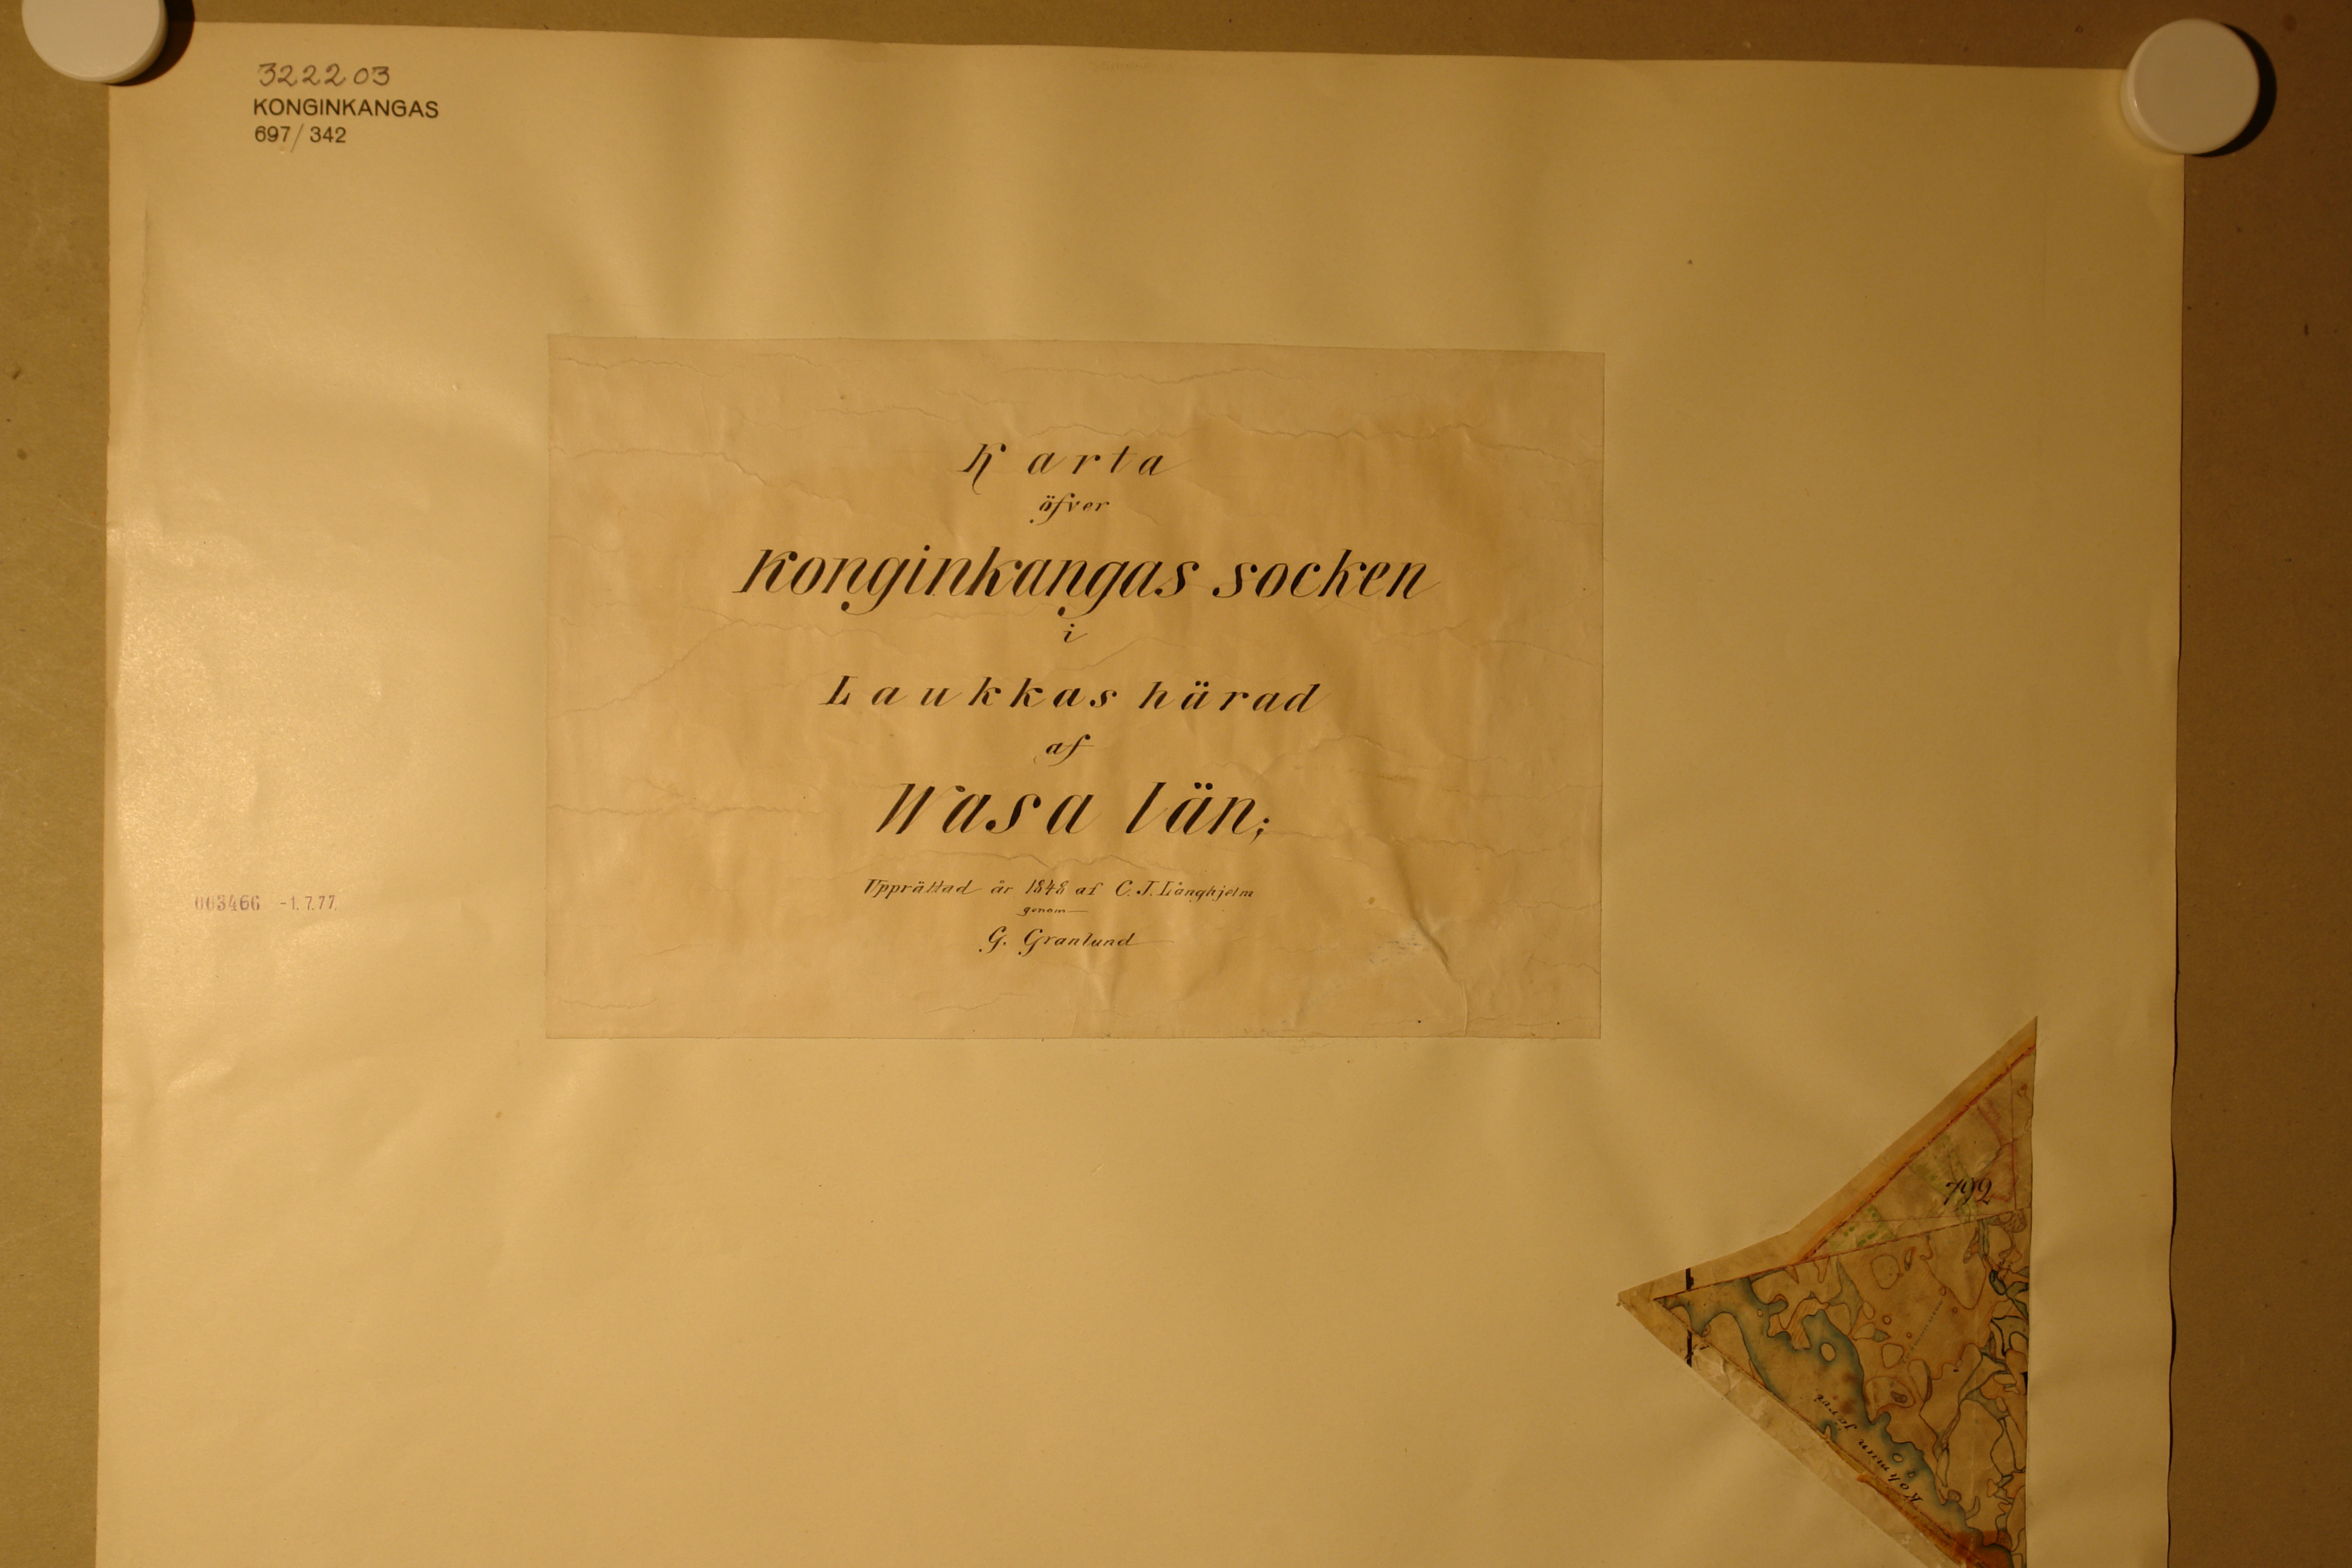 322203
KONGINKANGAS
697/342
Karta
öfver
Konginkangas socken
i
Laukkas härad
af
Wasa län;
Upprättad år 1848 af C. J. Långhjelm
genom
G. Granlund
003466 -1.7.77
792